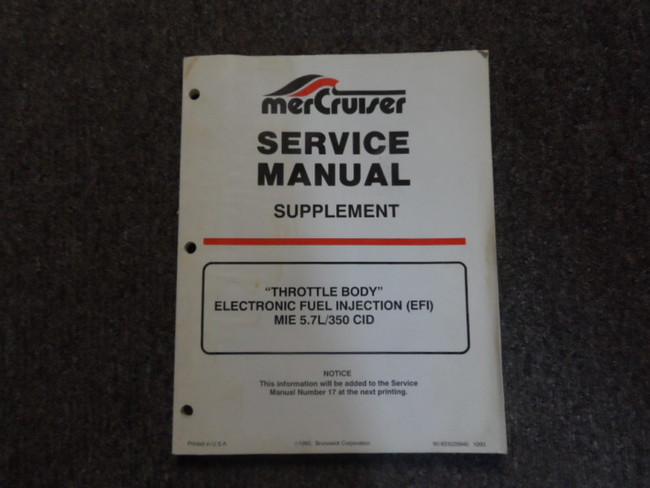 merCruiser
SERVICE
MANUAL
SUPPLEMENT
“THROTTLE BODY”
ELECTRONIC FUEL INJECTION (EFI)
MIE 5.7L/350 CID
NOTICE
This information will be added to the Service
Manual Number 17 at the next printing.
Printed in U.S.A. Brunswick Corporation